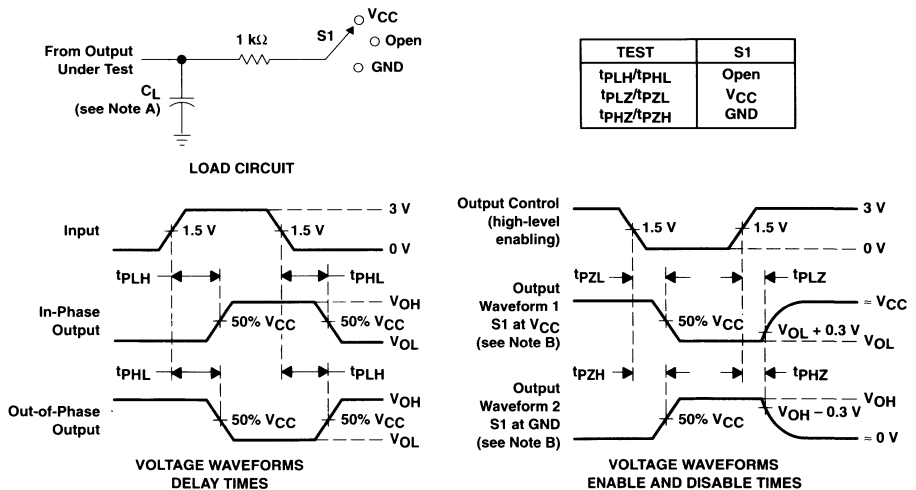 From Output
Under Test
CL
(see Note A)
1 kΩ
S1
VCC
Open
GND
LOAD CIRCUIT
TEST S1
tPLH/tPHL Open
tPLZ/tPZL VCC
tPHZ/tPZH GND
Input
1.5 V
1.5 V
3 V
0 V
tPLH
tPHL
In-Phase
Output
50% VCC
50% VCC
VOH
VOL
tPHL
tPLH
Out-of-Phase
Output
50% VCC
50% VCC
VOH
VOL
VOLTAGE WAVEFORMS
DELAY TIMES
Output Control
(high-level
enabling)
1.5 V
1.5 V
3 V
0 V
tPZL
tPLZ
Output
Waveform 1
S1 at VCC
(see Note B)
50% VCC
≈ VCC
VOL + 0.3 V
VOL
tPZH
tPHZ
Output
Waveform 2
S1 at GND
(see Note B)
50% VCC
VOH
VOH − 0.3 V
≈ 0 V
VOLTAGE WAVEFORMS
ENABLE AND DISABLE TIMES